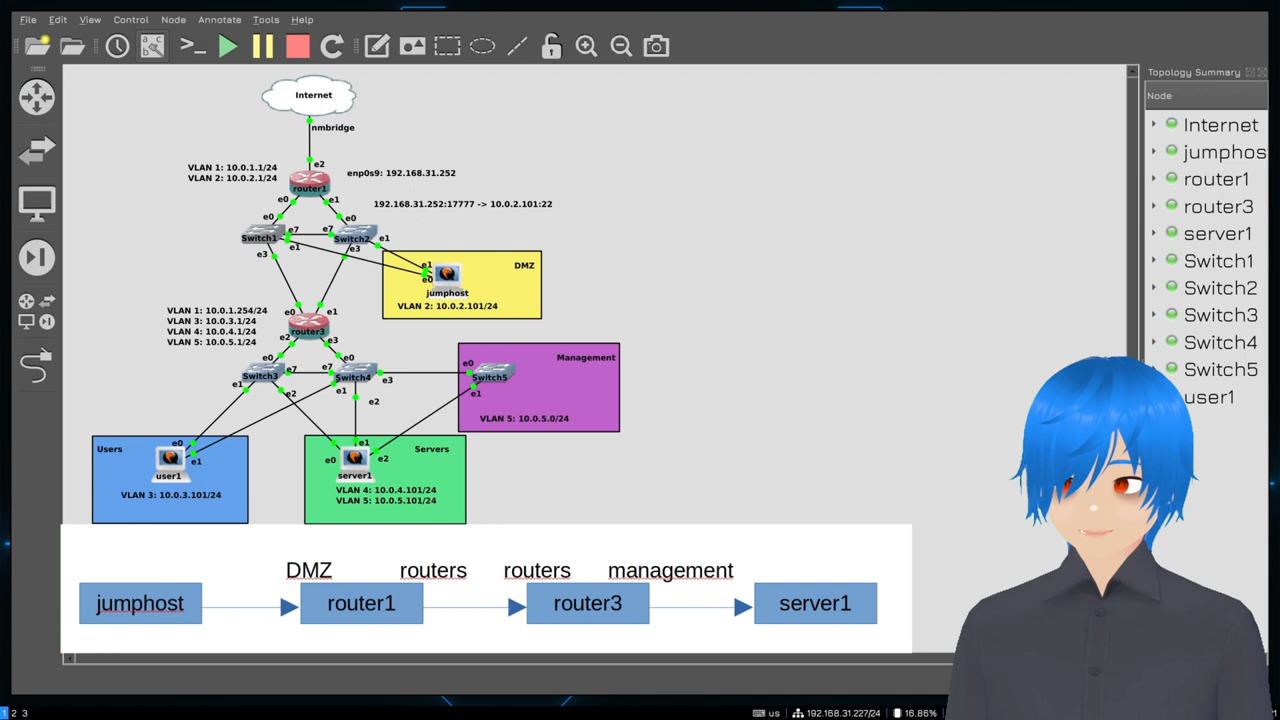 File Edit View Control Node Annotate Tools Help
Topology Summary
Node
Internet
jumphos
router1
router3
server1
Switch1
Switch2
Switch3
Switch4
Switch5
user1
Internet
nmbridge
e2
VLAN 1: 10.0.1.1/24
VLAN 2: 10.0.2.1/24
enp0s9: 192.168.31.252
router1
e0 e1
192.168.31.252:17777 -> 10.0.2.101:22
e0 e0
Switch1 e7 e7 Switch2 e1
e1
e3 e3
DMZ
e1
e0
jumphost
VLAN 2: 10.0.2.101/24
VLAN 1: 10.0.1.254/24
VLAN 3: 10.0.3.1/24
VLAN 4: 10.0.4.1/24
VLAN 5: 10.0.5.1/24
e0 e1
router3
e2 e3
e0 e0
Switch3 e7 e7 Switch4
e1 e2 e1 e2 e3
Management
e0
Switch5
e1
VLAN 5: 10.0.5.0/24
Users
e0
e1
user1
VLAN 3: 10.0.3.101/24
Servers
e1
e0 e2
server1
VLAN 4: 10.0.4.101/24
VLAN 5: 10.0.5.101/24
DMZ routers routers management
jumphost router1 router3 server1
1 2 3 us 192.168.31.227/24 16.86%